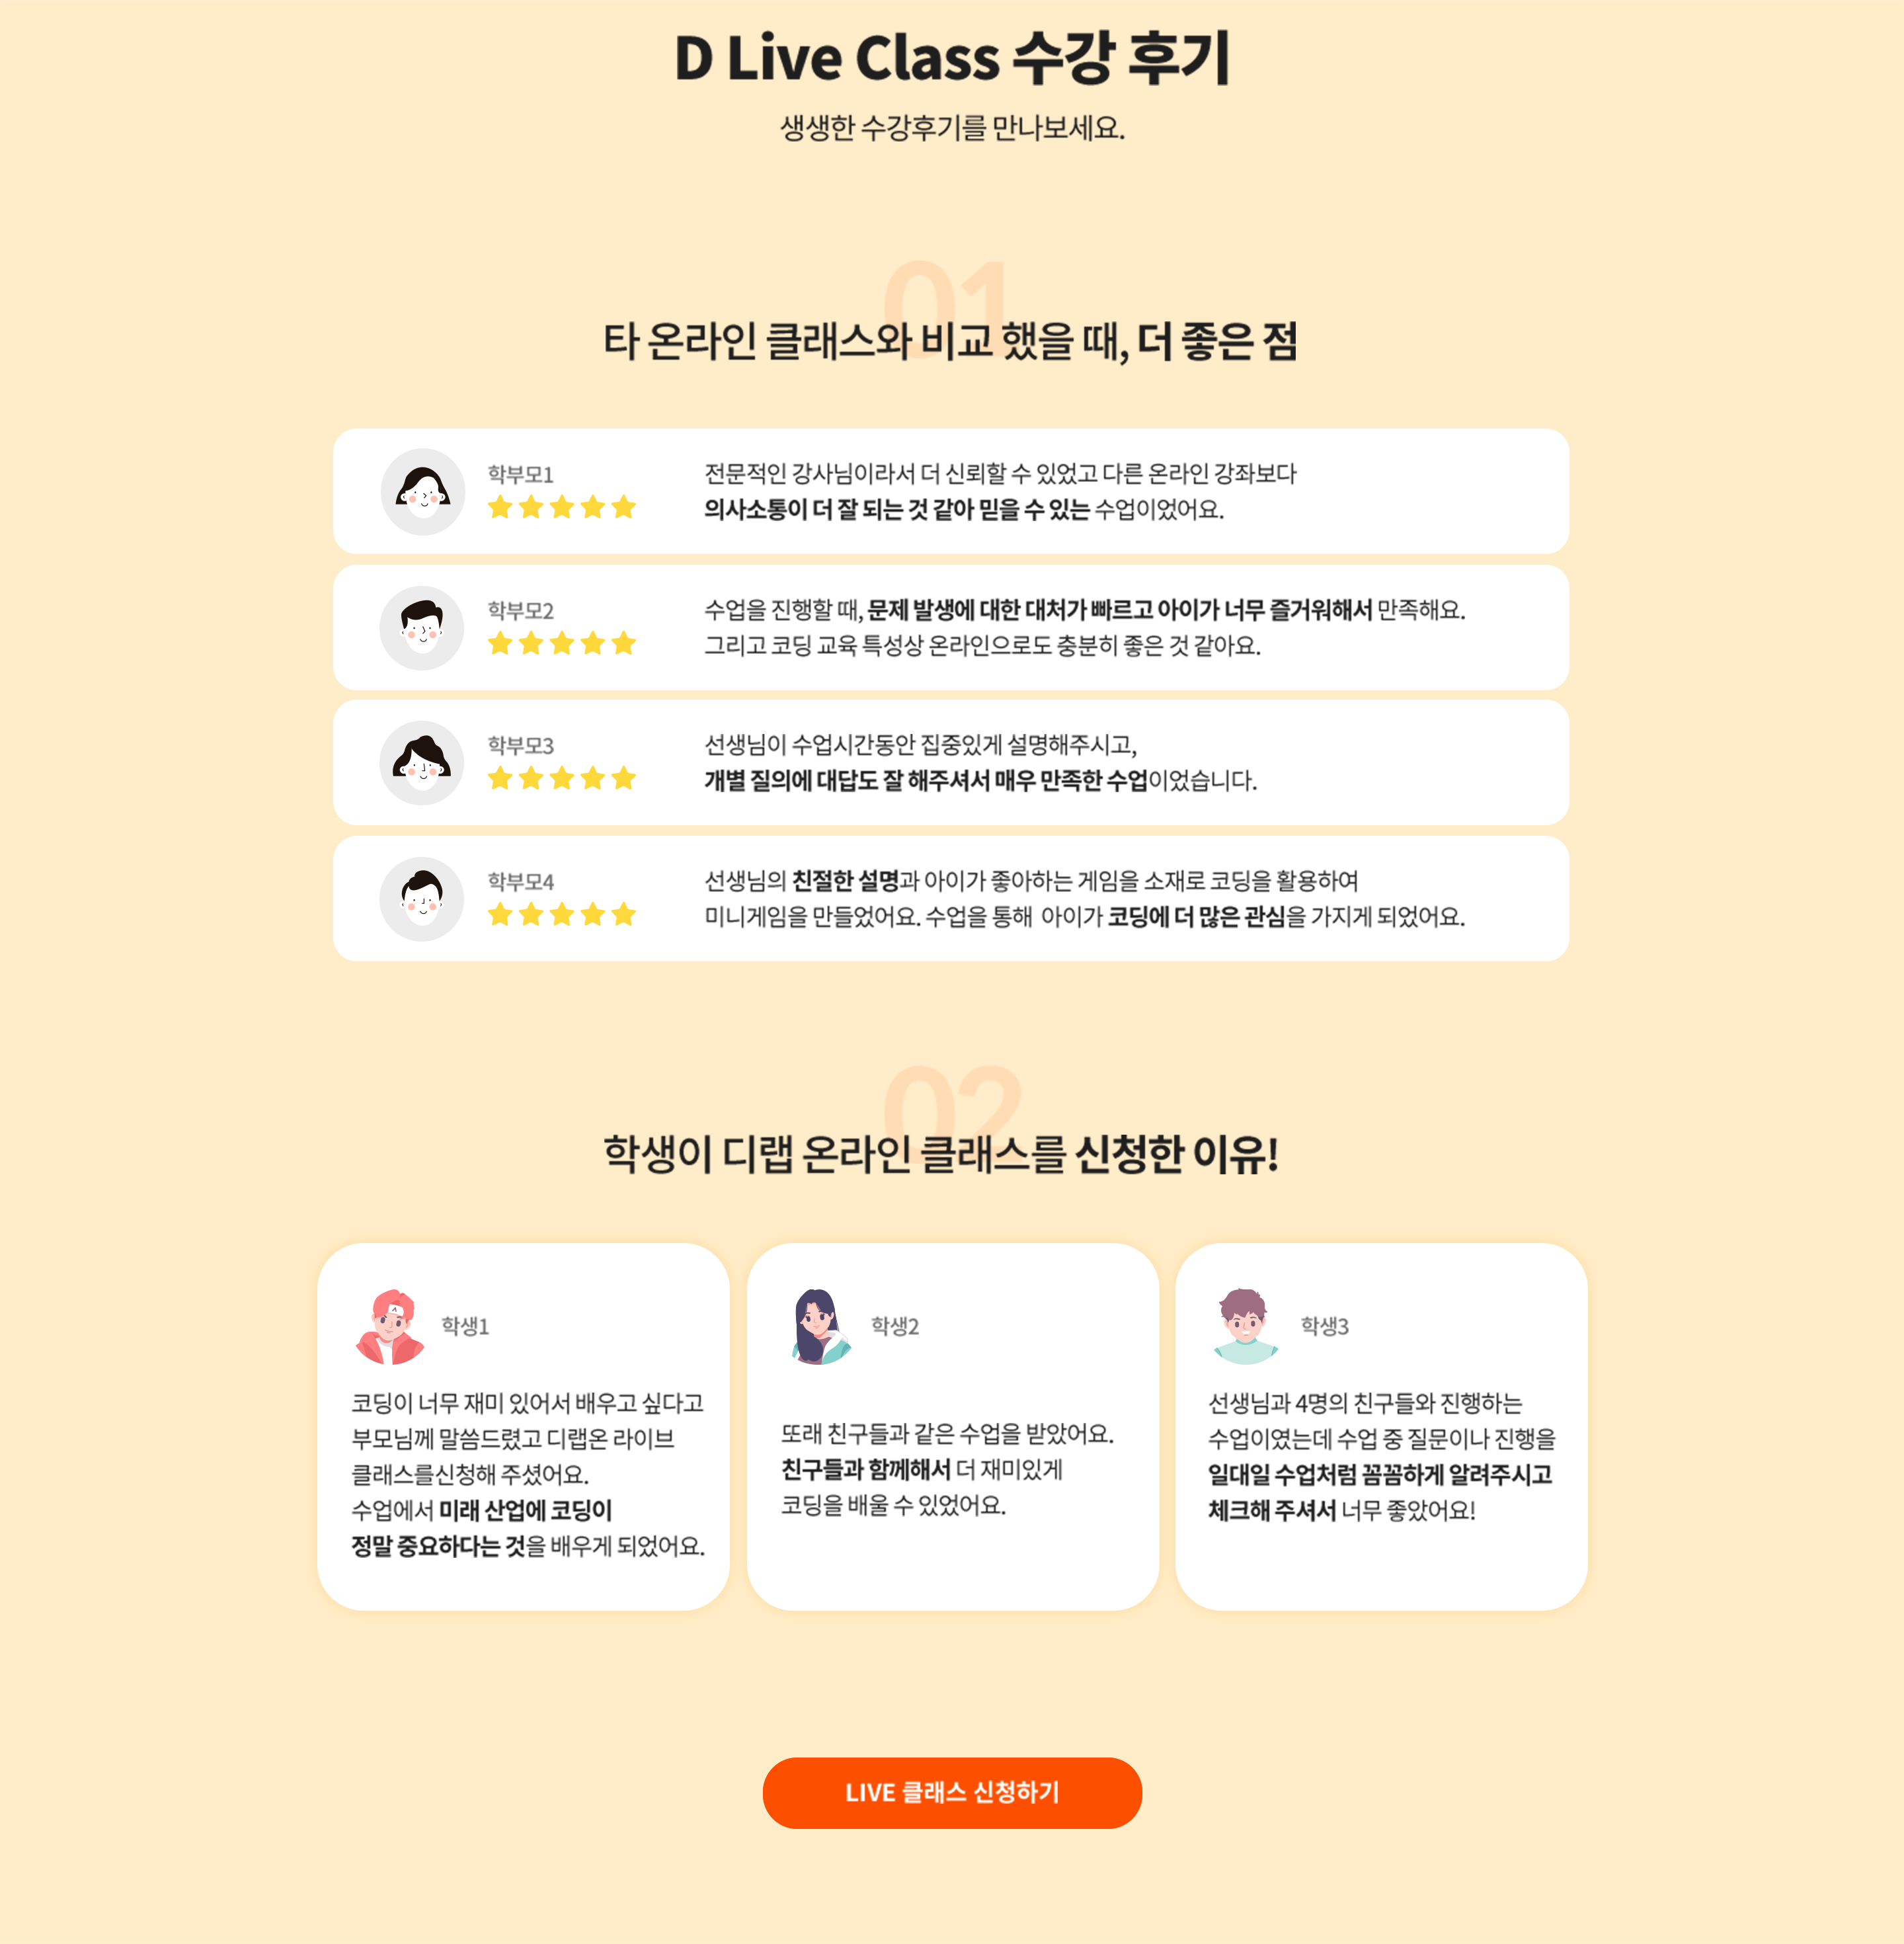 D Live Class 수강 후기
생생한 수강후기를 만나보세요.
01
타 온라인 클래스와 비교 했을 때, 더 좋은 점
학부모1
전문적인 강사님이라서 더 신뢰할 수 있었고 다른 온라인 강좌보다
의사소통이 더 잘 되는 것 같아 믿을 수 있는 수업이었어요.
학부모2
수업을 진행할 때, 문제 발생에 대한 대처가 빠르고 아이가 너무 즐거워해서 만족해요.
그리고 코딩 교육 특성상 온라인으로도 충분히 좋은 것 같아요.
학부모3
선생님이 수업시간동안 집중있게 설명해주시고,
개별 질의에 대답도 잘 해주셔서 매우 만족한 수업이었습니다.
학부모4
선생님의 친절한 설명과 아이가 좋아하는 게임을 소재로 코딩을 활용하여
미니게임을 만들었어요. 수업을 통해 아이가 코딩에 더 많은 관심을 가지게 되었어요.
02
학생이 디랩 온라인 클래스를 신청한 이유!
학생1
코딩이 너무 재미 있어서 배우고 싶다고
부모님께 말씀드렸고 디랩온 라이브
클래스를신청해 주셨어요.
수업에서 미래 산업에 코딩이
정말 중요하다는 것을 배우게 되었어요.
학생2
또래 친구들과 같은 수업을 받았어요.
친구들과 함께해서 더 재미있게
코딩을 배울 수 있었어요.
학생3
선생님과 4명의 친구들와 진행하는
수업이였는데 수업 중 질문이나 진행을
일대일 수업처럼 꼼꼼하게 알려주시고
체크해 주셔서 너무 좋았어요!
LIVE 클래스 신청하기